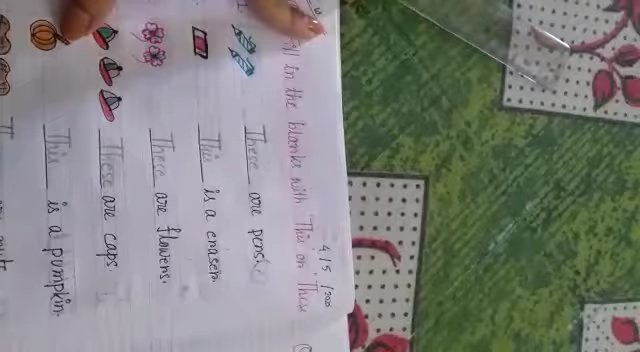 4/5/2020
Fill in the blanks with "This or These
These are pens.
This is a eraser.
These are flowers.
These are caps
This is a pumpkin.